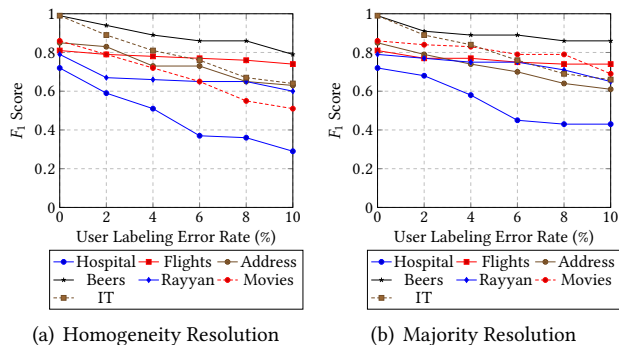 1
0.8
0.6
0.4
0.2
0
F1 Score
0 2 4 6 8 10
User Labeling Error Rate (%)
Hospital Flights Address
Beers Rayyan Movies
IT
(a) Homogeneity Resolution
1
0.8
0.6
0.4
0.2
0
F1 Score
0 2 4 6 8 10
User Labeling Error Rate (%)
Hospital Flights Address
Beers Rayyan Movies
IT
(b) Majority Resolution